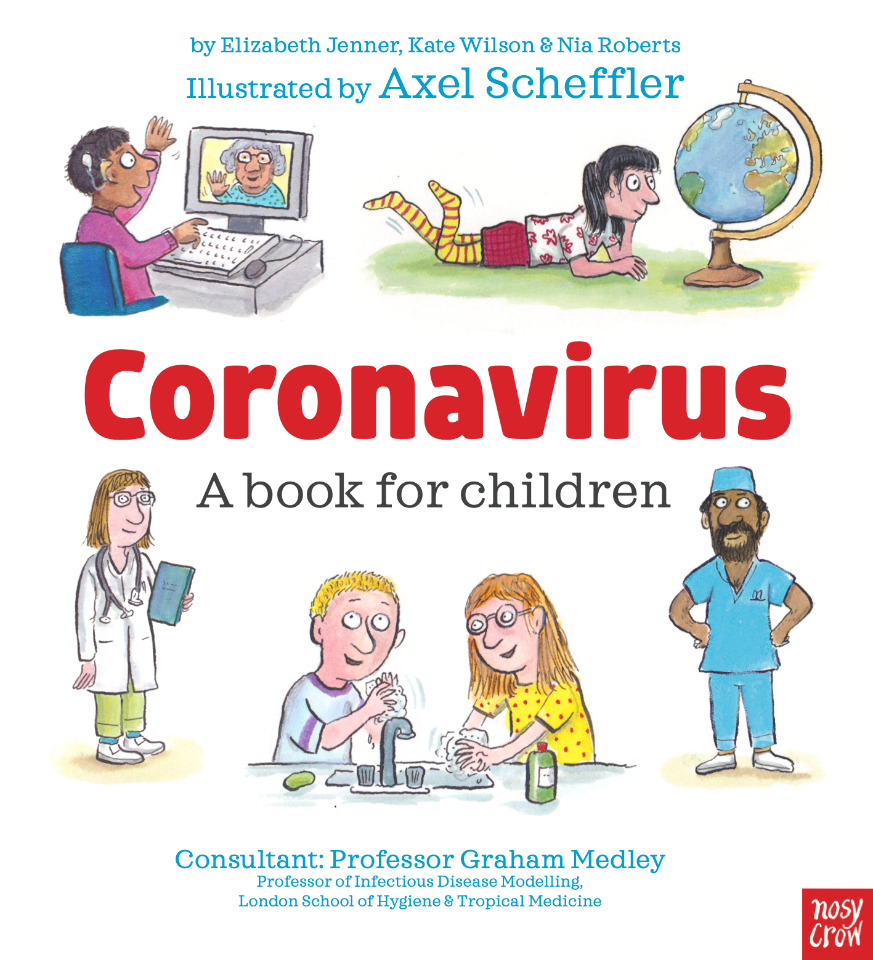 by Elizabeth Jenner, Kate Wilson & Nia Roberts
Illustrated by Axel Scheffler
Coronavirus
A book for children
Consultant: Professor Graham Medley
Professor of Infectious Disease Modelling,
London School of Hygiene & Tropical Medicine
nosy
crow